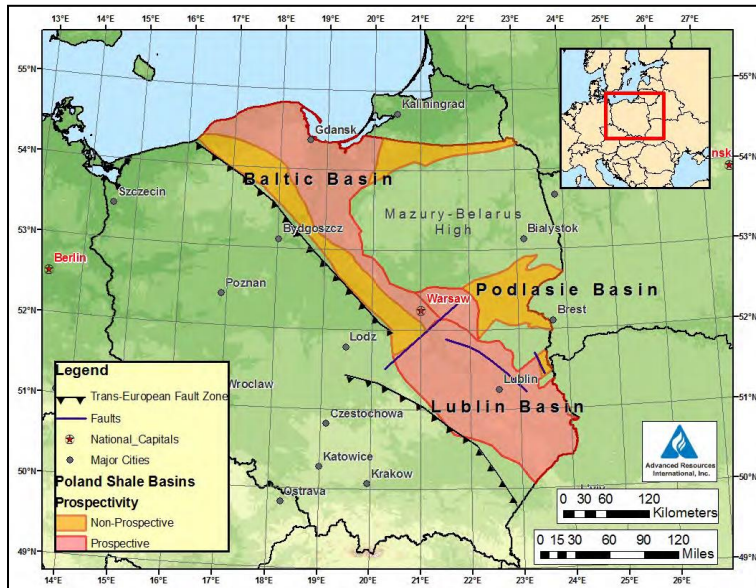 13°E 14°E 15°E 16°E 17°E 18°E 19°E 20°E 21°E 22°E 23°E 24°E 25°E 26°E 27°E
55°N
55°N
54°N
54°N
53°N
53°N
52°N
52°N
51°N
51°N
50°N
50°N
49°N
49°N
Kaliningrad
Gdansk
Baltic Basin
nsk
Szczecin
Mazury-Belarus
High
Bydgoszcz
Bialystok
Berlin
Poznan
Podlasie Basin
Warsaw
Brest
Lodz
Legend
Trans-European Fault Zone
Faults
National_Capitals
Major Cities
Poland Shale Basins
Prospectivity
Non-Prospective
Prospective
Wroclaw
Lublin
Lublin Basin
Czestochowa
Katowice
Krakow
Ostrava
Advanced Resources
International, Inc.
0 30 60 120
Kilometers
0 15 30 60 90 120
Miles
14°E 15°E 16°E 17°E 18°E 19°E 20°E 21°E 22°E 23°E 24°E 25°E